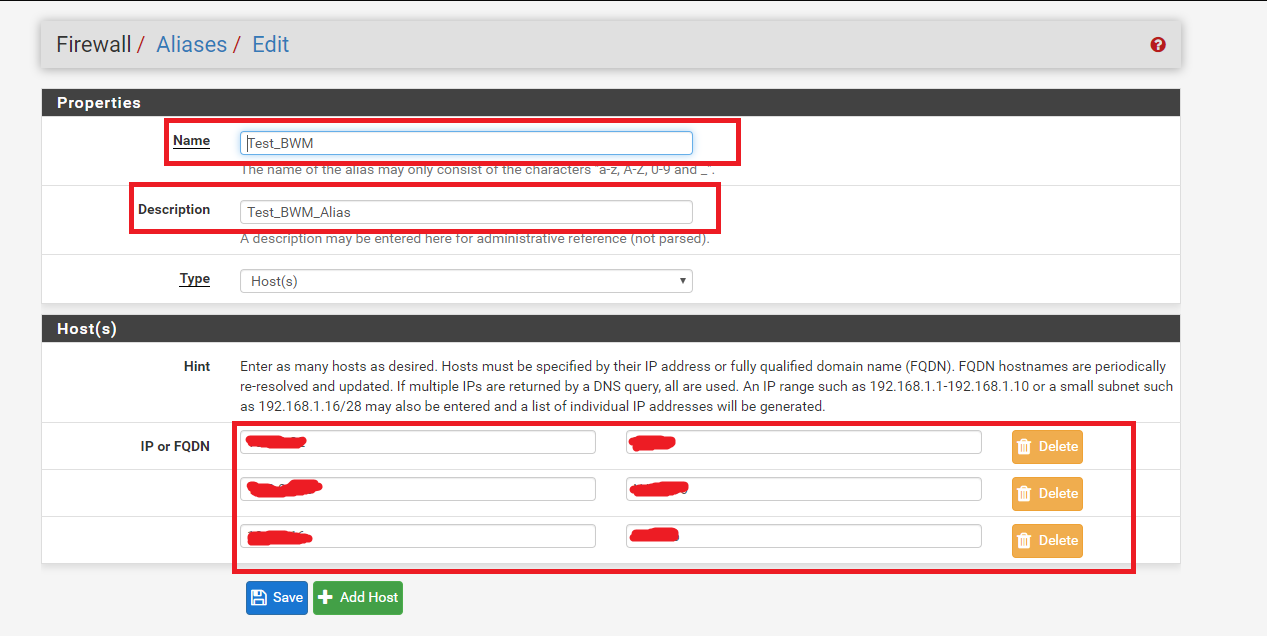 Firewall / Aliases / Edit
Properties
Name
Test_BWM
The name of the alias may only consist of the characters "a-z, A-Z, 0-9 and _".
Description
Test_BWM_Alias
A description may be entered here for administrative reference (not parsed).
Type
Host(s)
Host(s)
Hint
Enter as many hosts as desired. Hosts must be specified by their IP address or fully qualified domain name (FQDN). FQDN hostnames are periodically
re-resolved and updated. If multiple IPs are returned by a DNS query, all are used. An IP range such as 192.168.1.1-192.168.1.10 or a small subnet such
as 192.168.1.16/28 may also be entered and a list of individual IP addresses will be generated.
IP or FQDN
Delete
Delete
Delete
Save
Add Host